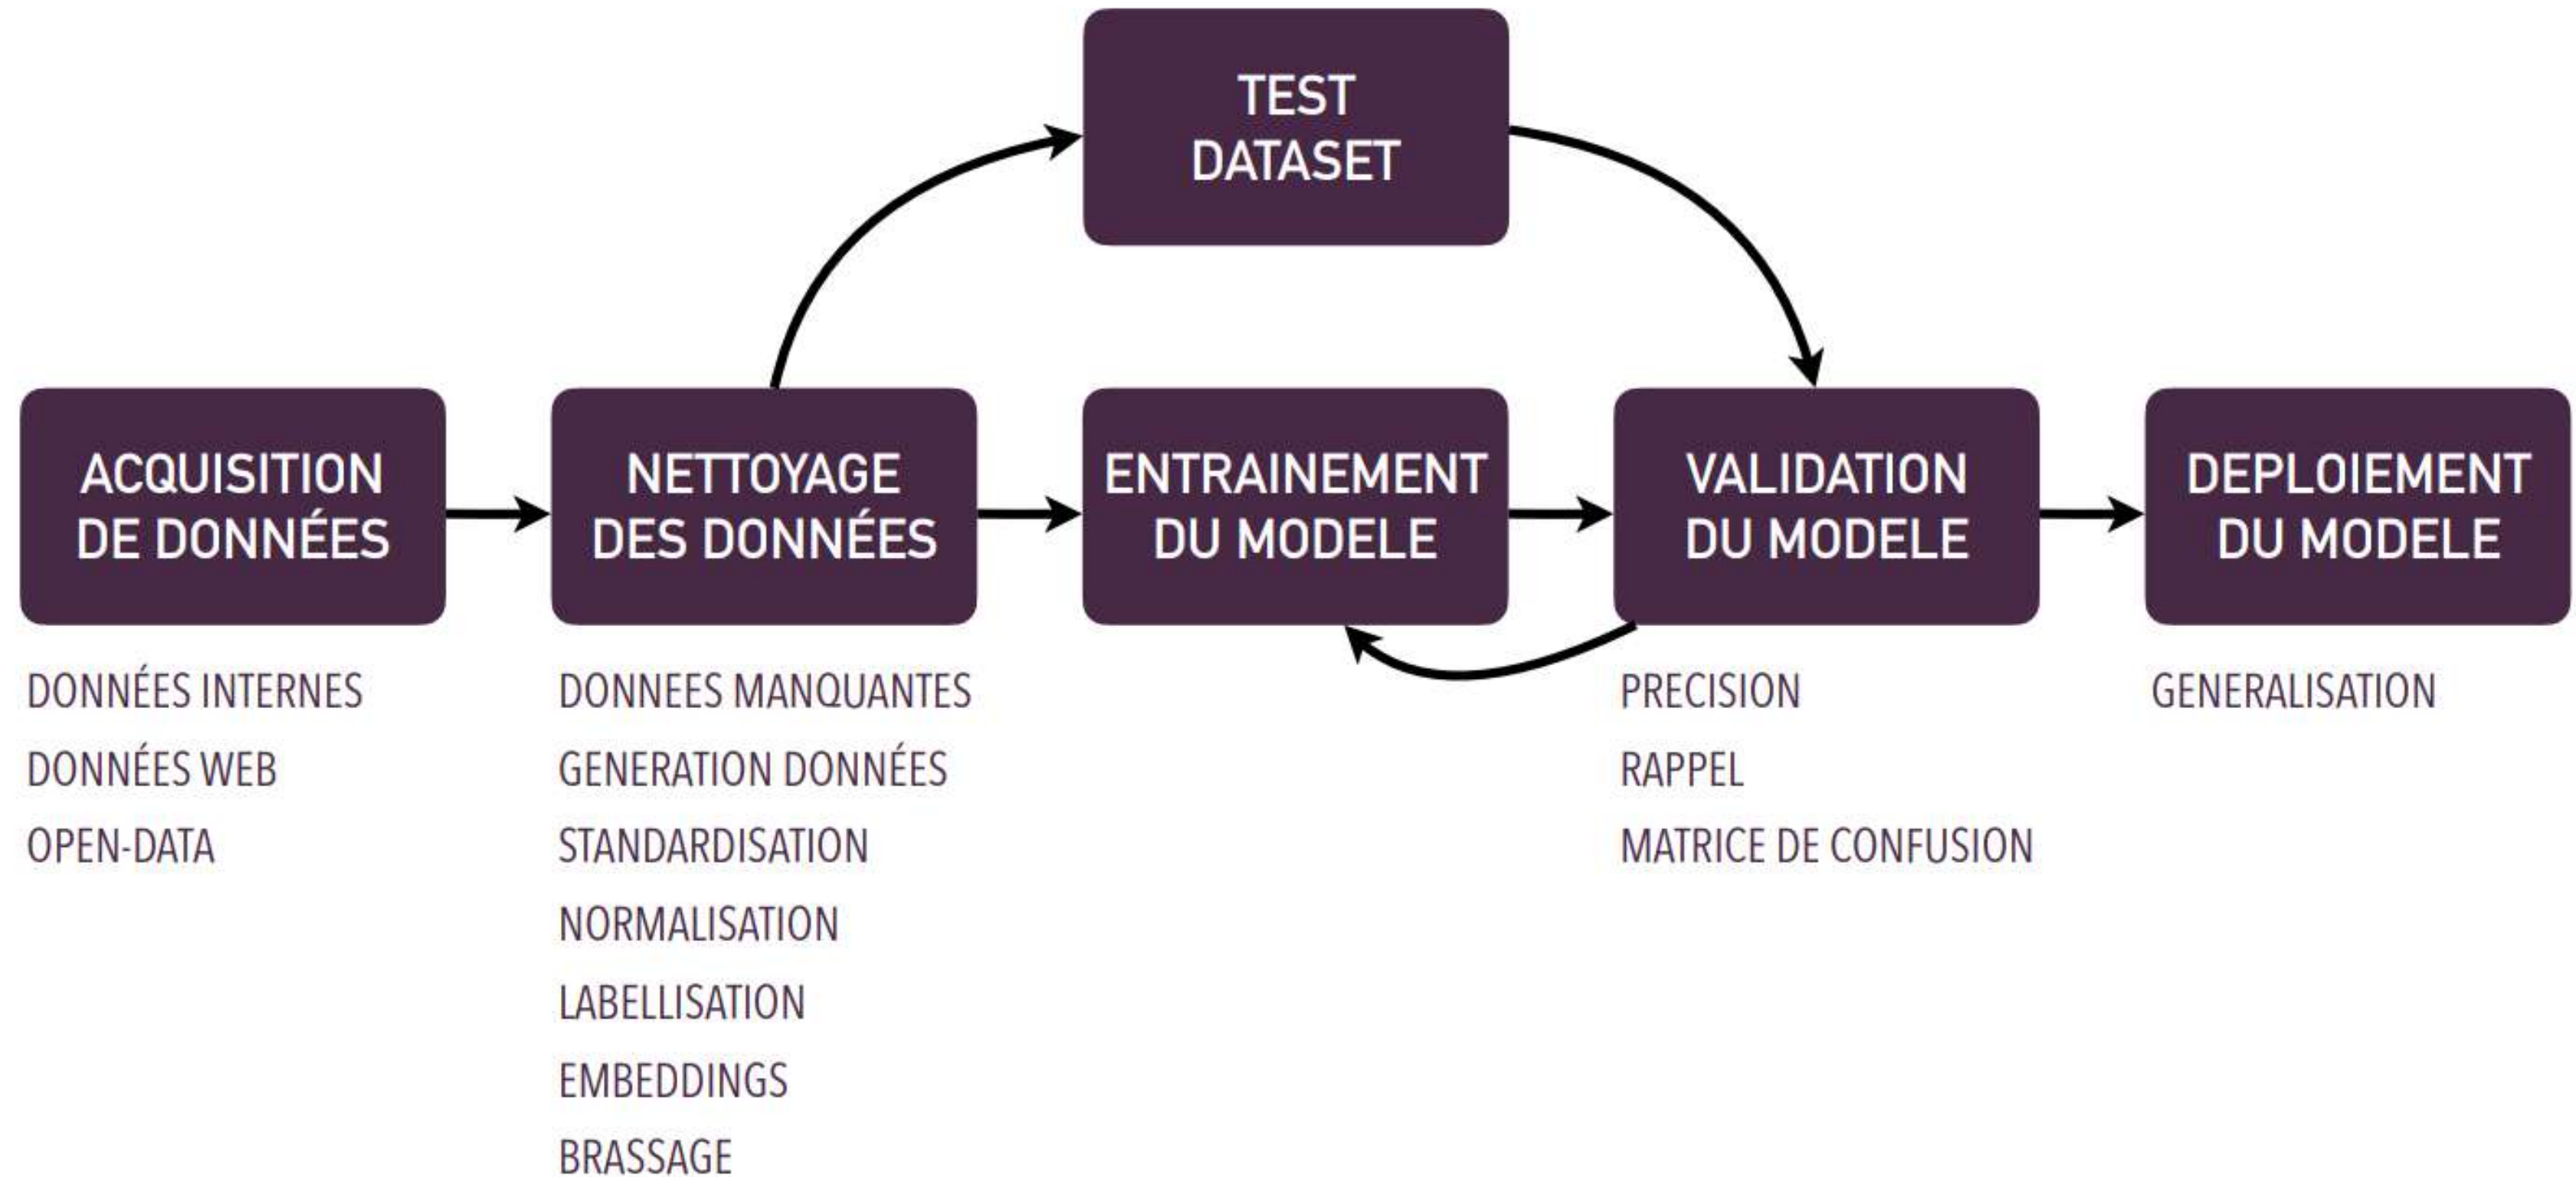 TEST
DATASET
ACQUISITION
DE DONNÉES
NETTOYAGE
DES DONNÉES
ENTRAINEMENT
DU MODELE
VALIDATION
DU MODELE
DEPLOIEMENT
DU MODELE
DONNÉES INTERNES
DONNÉES WEB
OPEN-DATA
DONNEES MANQUANTES
GENERATION DONNÉES
STANDARDISATION
NORMALISATION
LABELLISATION
EMBEDDINGS
BRASSAGE
PRECISION
RAPPEL
MATRICE DE CONFUSION
GENERALISATION